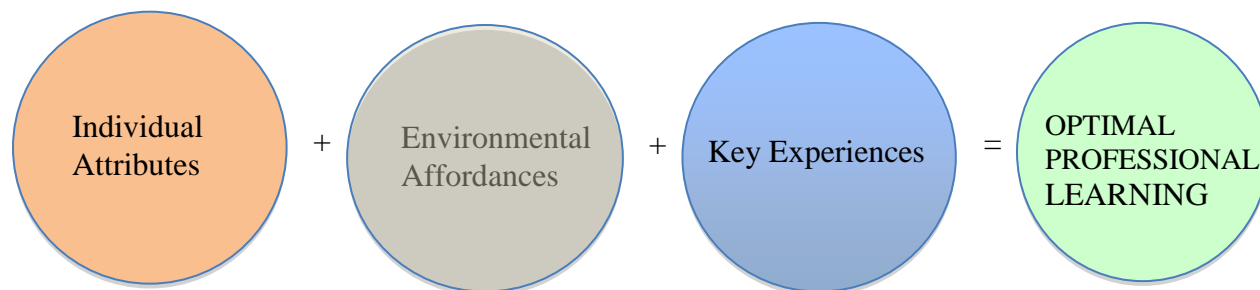 Individual
Attributes
+
Environmental
Affordances
+
Key Experiences
=
OPTIMAL
PROFESSIONAL
LEARNING